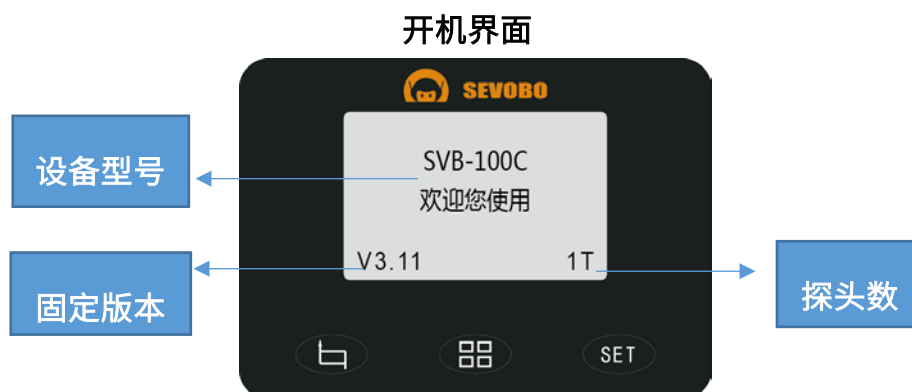 开机界面
SEVOBO
设备型号
SVB-100C
欢迎您使用
V3.11
1T
固定版本
探头数
SET